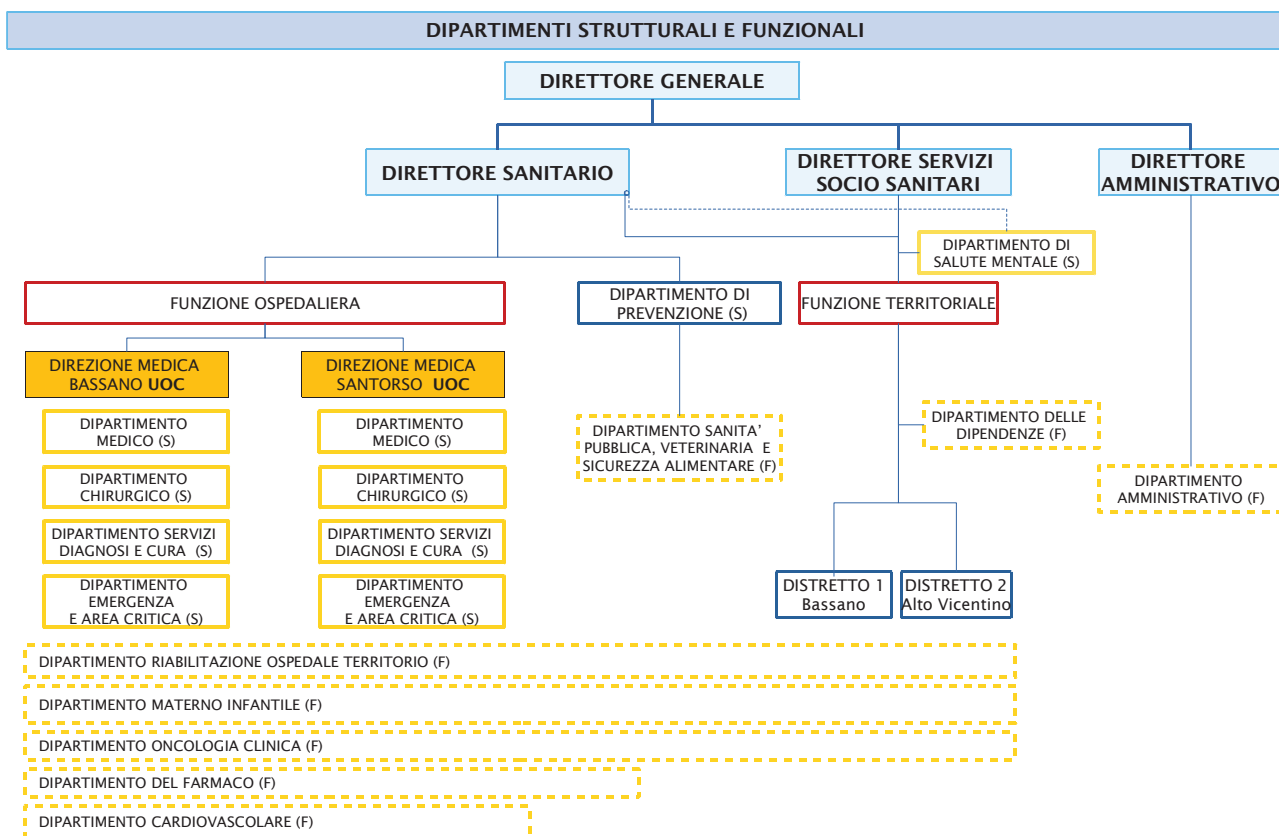 DIPARTIMENTI STRUTTURALI E FUNZIONALI
DIRETTORE GENERALE
DIRETTORE SANITARIO
DIRETTORE SERVIZI
SOCIO SANITARI
DIRETTORE
AMMINISTRATIVO
DIPARTIMENTO DI
SALUTE MENTALE (S)
FUNZIONE OSPEDALIERA
DIPARTIMENTO DI
PREVENZIONE (S)
FUNZIONE TERRITORIALE
DIREZIONE MEDICA
BASSANO UOC
DIREZIONE MEDICA
SANTORSO UOC
DIPARTIMENTO
MEDICO (S)
DIPARTIMENTO
MEDICO (S)
DIPARTIMENTO SANITA’
PUBBLICA, VETERINARIA E
SICUREZZA ALIMENTARE (F)
DIPARTIMENTO DELLE
DIPENDENZE (F)
DIPARTIMENTO
CHIRURGICO (S)
DIPARTIMENTO
CHIRURGICO (S)
DIPARTIMENTO
AMMINISTRATIVO (F)
DIPARTIMENTO SERVIZI
DIAGNOSI E CURA (S)
DIPARTIMENTO SERVIZI
DIAGNOSI E CURA (S)
DIPARTIMENTO
EMERGENZA
E AREA CRITICA (S)
DIPARTIMENTO
EMERGENZA
E AREA CRITICA (S)
DISTRETTO 1
Bassano
DISTRETTO 2
Alto Vicentino
DIPARTIMENTO RIABILITAZIONE OSPEDALE TERRITORIO (F)
DIPARTIMENTO MATERNO INFANTILE (F)
DIPARTIMENTO ONCOLOGIA CLINICA (F)
DIPARTIMENTO DEL FARMACO (F)
DIPARTIMENTO CARDIOVASCOLARE (F)